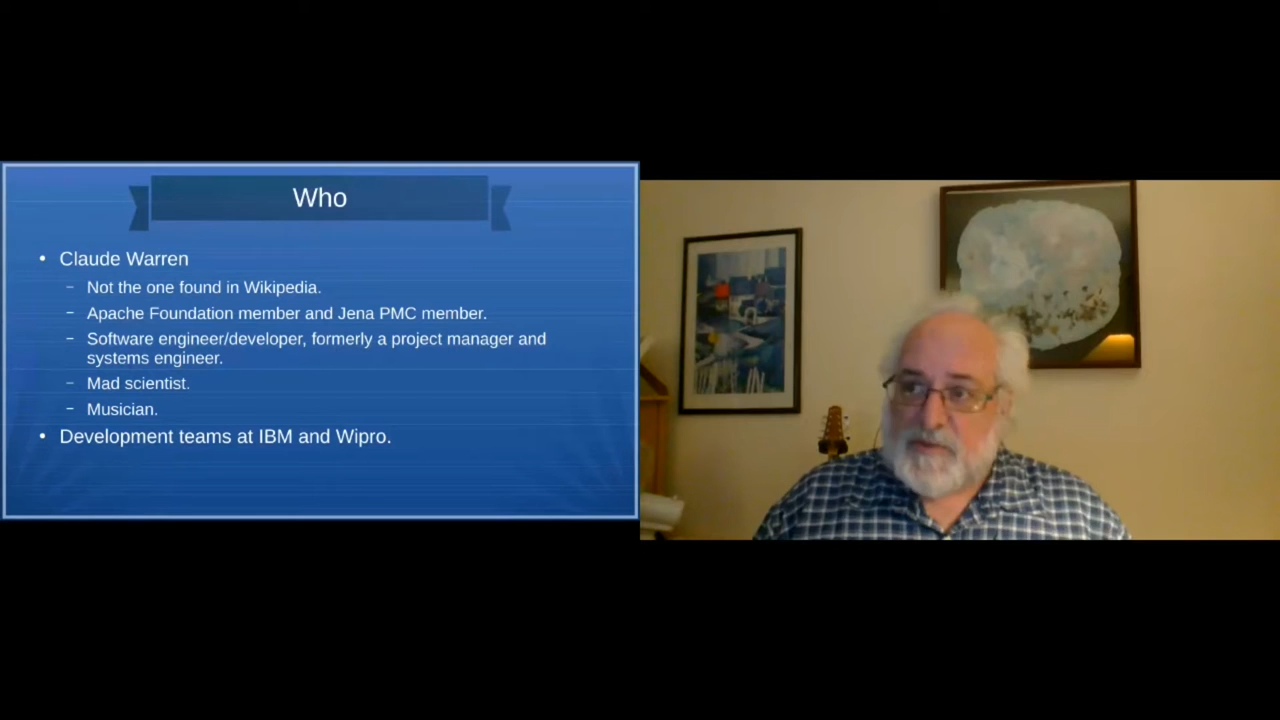 Who
• Claude Warren
– Not the one found in Wikipedia.
– Apache Foundation member and Jena PMC member.
– Software engineer/developer, formerly a project manager and
systems engineer.
– Mad scientist.
– Musician.
• Development teams at IBM and Wipro.